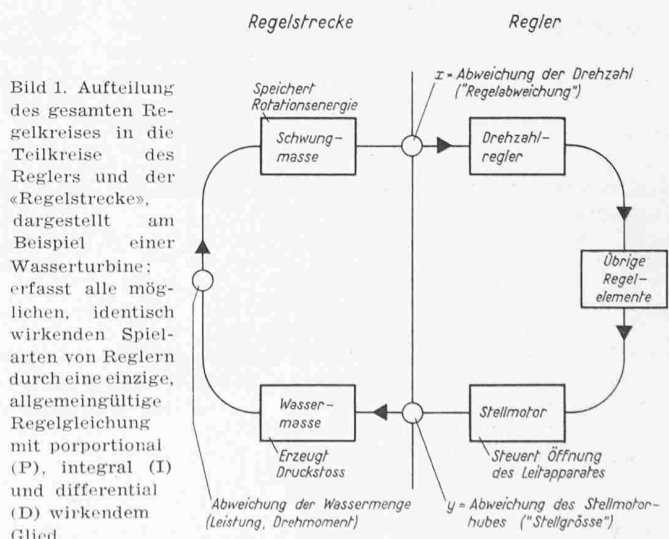 Regelstrecke
Regler
Bild 1. Aufteilung
des gesamten Re-
gelkreises in die
Teilkreise des
Reglers und der
«Regelstrecke»,
dargestellt am
Beispiel einer
Wasserturbine;
erfasst alle mög-
lichen, identisch
wirkenden Spiel-
arten von Reglern
durch eine einzige,
allgemeingültige
Regelgleichung
mit porportional
(P), integral (I)
und differential
(D) wirkendem
Glied.
Speichert
Rotationsenergie
Schwung-
masse
x = Abweichung der Drehzahl
("Regelabweichung")
Drehzahl-
regler
Übrige
Regel-
elemente
Wasser-
masse
Erzeugt
Druckstoss
Stellmotor
Steuert Öffnung
des Leitapparates
Abweichung der Wassermenge
(Leistung, Drehmoment)
y = Abweichung des Stellmotor-
hubes ("Stellgrösse")